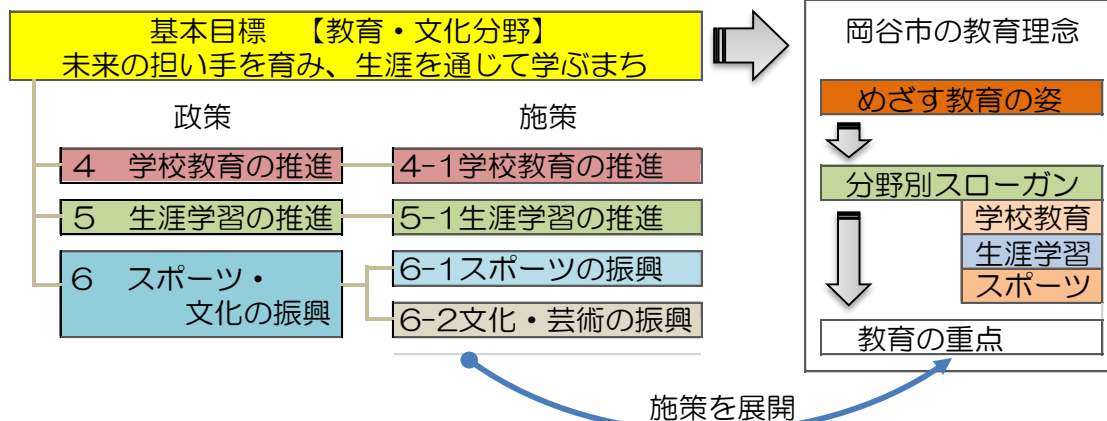 基本目標　【教育・文化分野】
未来の担い手を育み、生涯を通じて学ぶまち
政策
施策
4　学校教育の推進
4-1学校教育の推進
5　生涯学習の推進
5-1生涯学習の推進
6　スポーツ・
文化の振興
6-1スポーツの振興
6-2文化・芸術の振興
施策を展開
岡谷市の教育理念
めざす教育の姿
分野別スローガン
学校教育
生涯学習
スポーツ
教育の重点